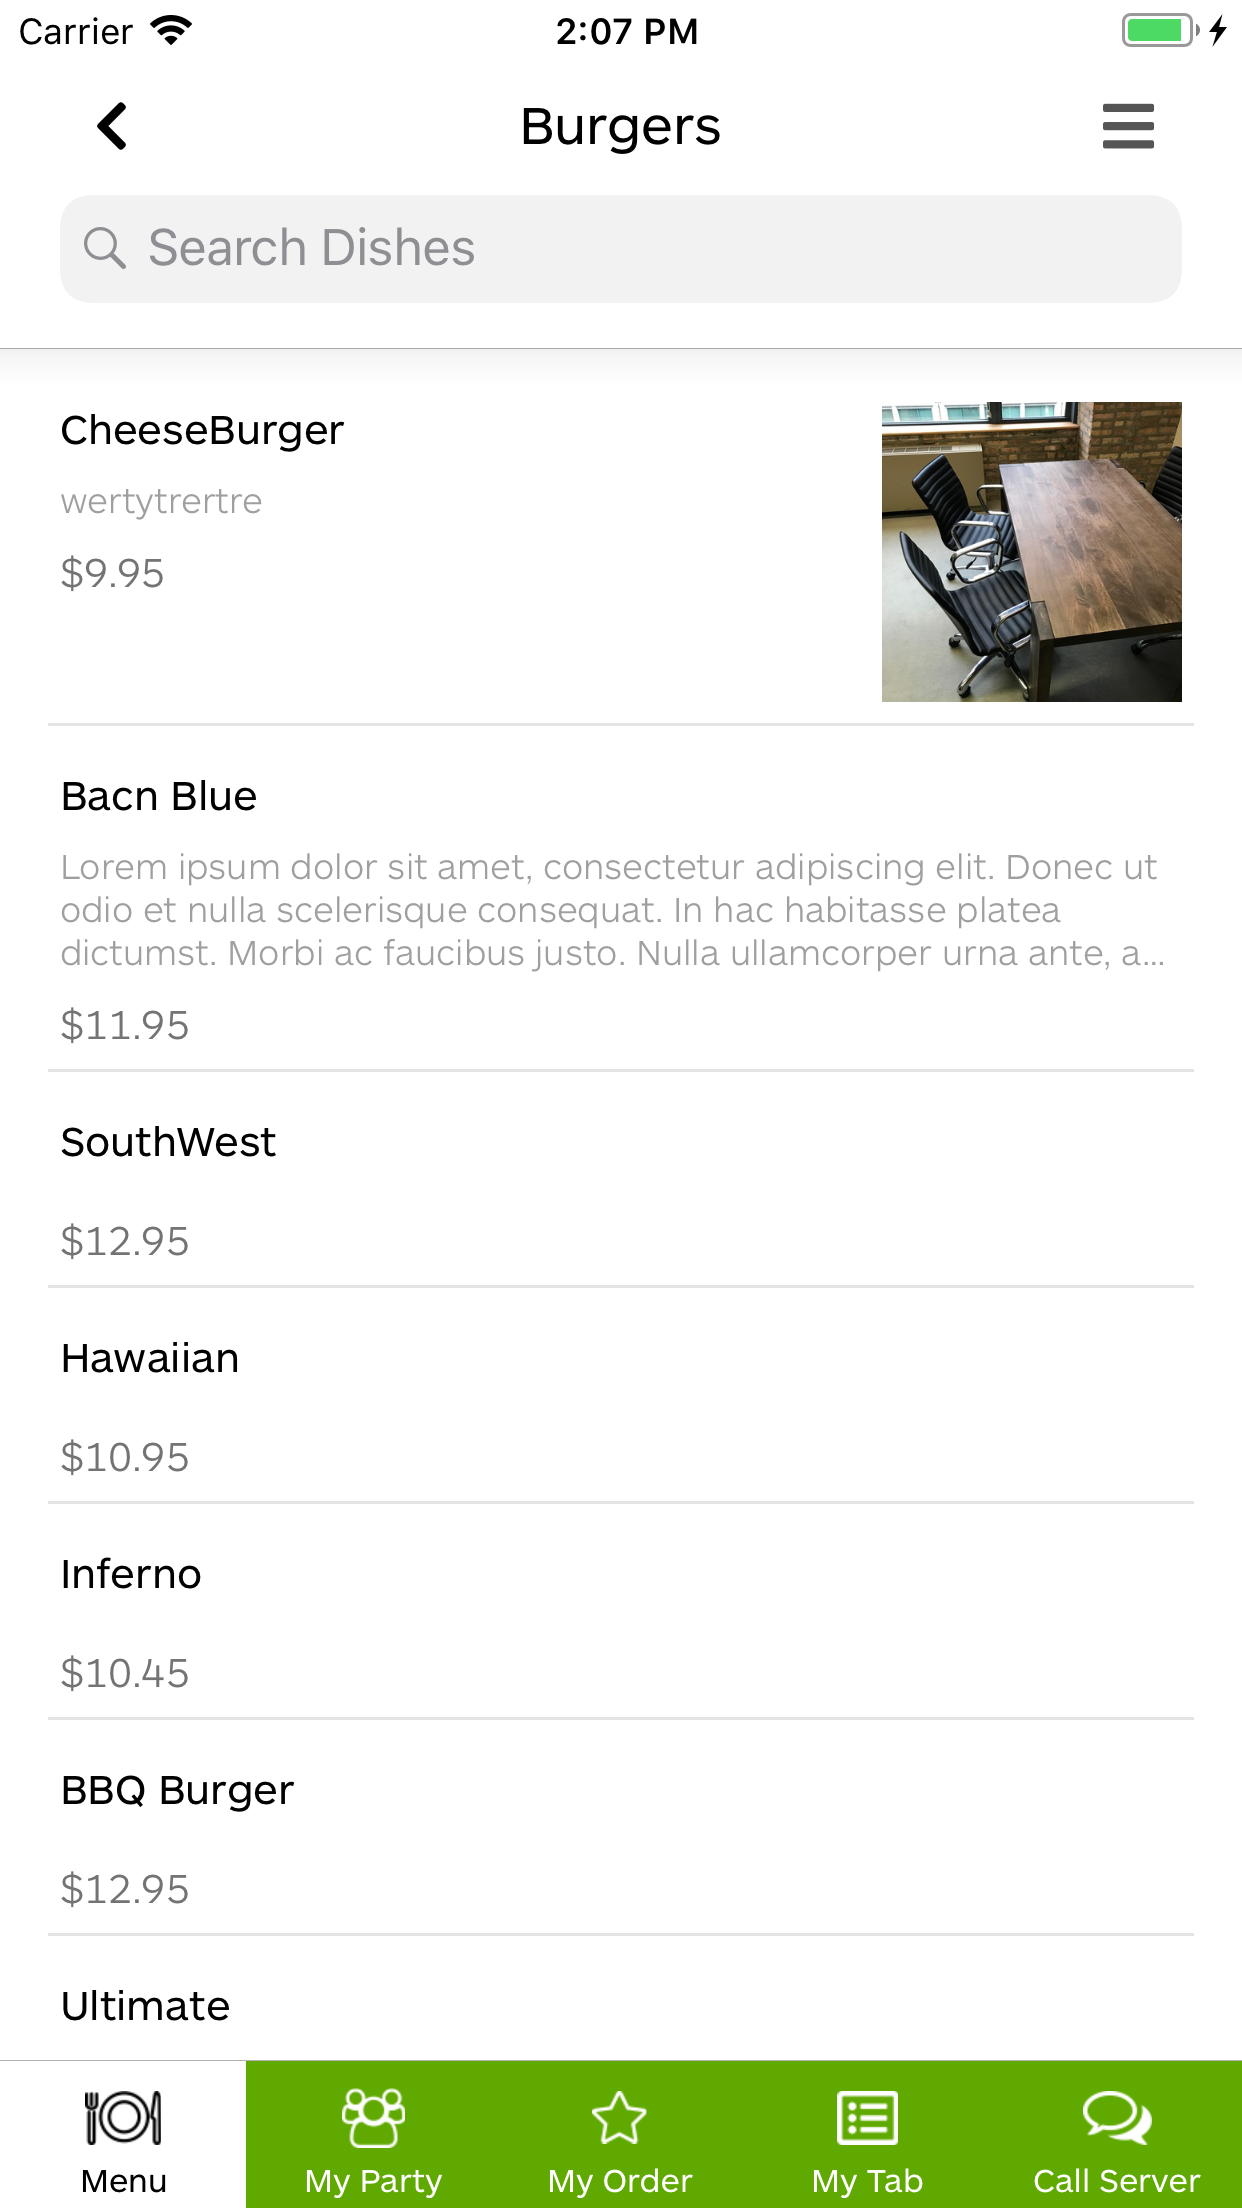 Carrier 2:07 PM
Burgers
Search Dishes
CheeseBurger
wertytrertre
$9.95
Bacn Blue
Lorem ipsum dolor sit amet, consectetur adipiscing elit. Donec ut
odio et nulla scelerisque consequat. In hac habitasse platea
dictumst. Morbi ac faucibus justo. Nulla ullamcorper urna ante, a...
$11.95
SouthWest
$12.95
Hawaiian
$10.95
Inferno
$10.45
BBQ Burger
$12.95
Ultimate
Menu My Party My Order My Tab Call Server